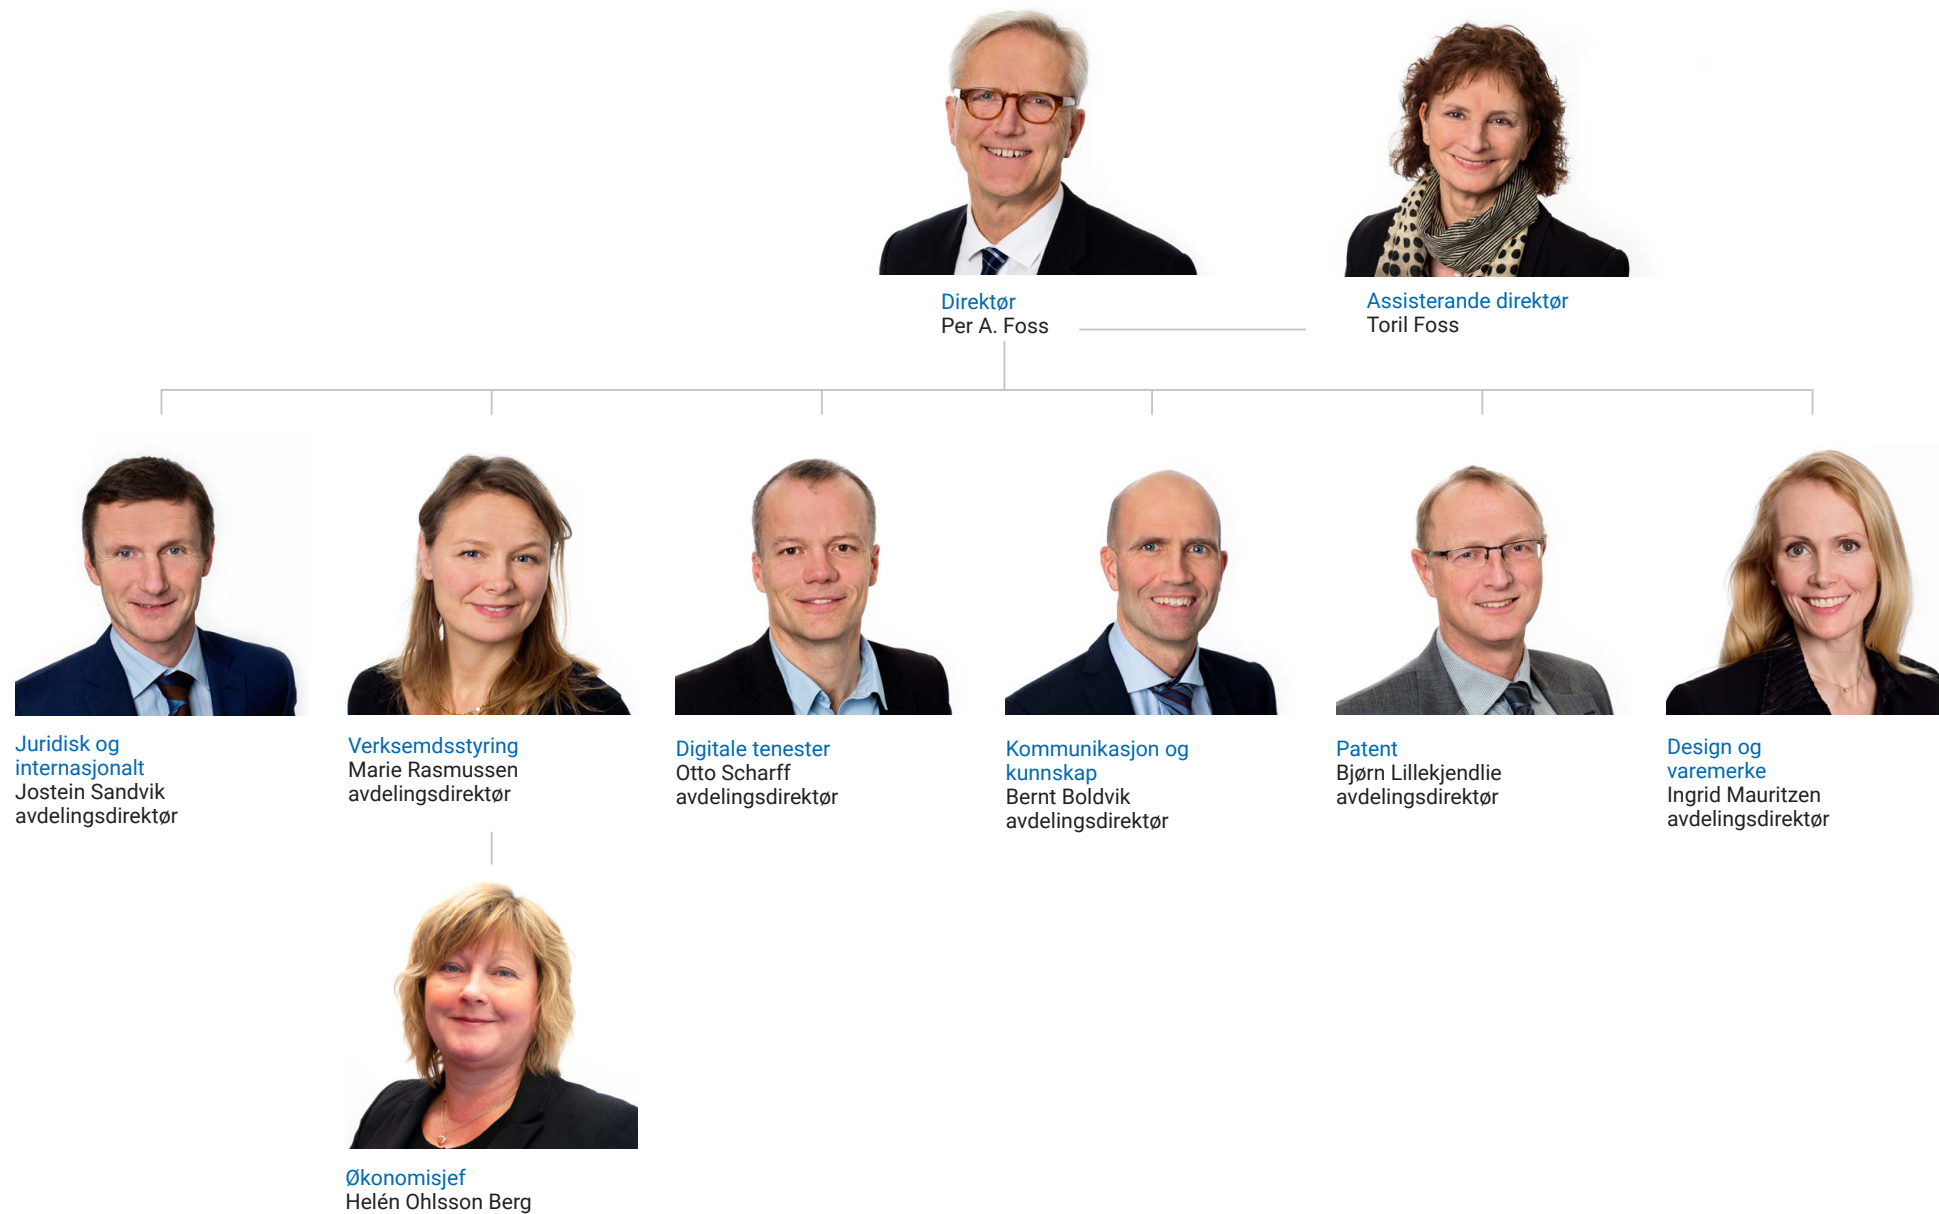 Direktør
Per A. Foss
Assisterande direktør
Toril Foss
Juridisk og
internasjonalt
Jostein Sandvik
avdelingsdirektør
Verksemdsstyring
Marie Rasmussen
avdelingsdirektør
Digitale tenester
Otto Scharff
avdelingsdirektør
Kommunikasjon og
kunnskap
Bernt Boldvik
avdelingsdirektør
Patent
Bjørn Lillekjendlie
avdelingsdirektør
Design og
varemerke
Ingrid Mauritzen
avdelingsdirektør
Økonomisjef
Helén Ohlsson Berg